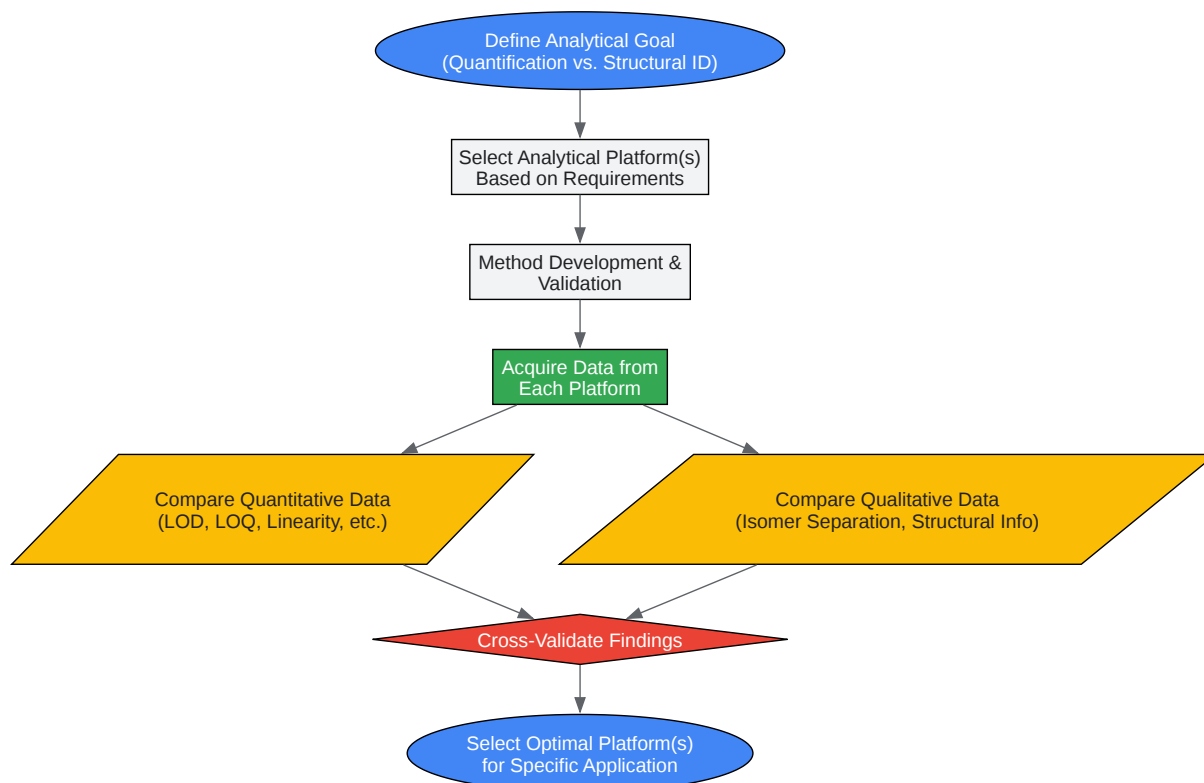 Define Analytical Goal
(Quantification vs. Structural ID)
Select Analytical Platform(s)
Based on Requirements
Method Development &
Validation
Acquire Data from
Each Platform
Compare Quantitative Data
(LOD, LOQ, Linearity, etc.)
Compare Qualitative Data
(Isomer Separation, Structural Info)
Cross-Validate Findings
Select Optimal Platform(s)
for Specific Application